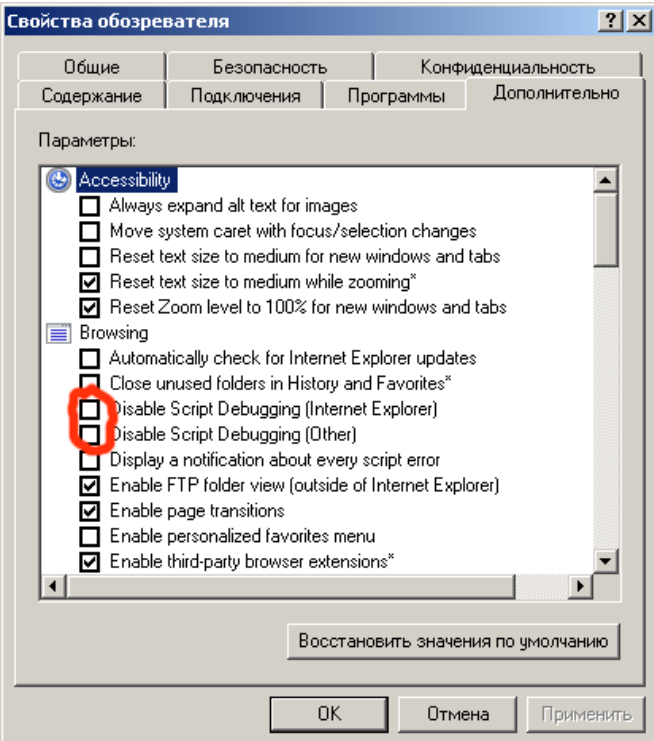 Свойства обозревателя
Общие
Безопасность
Конфиденциальность
Содержание
Подключения
Программы
Дополнительно
Параметры:
Accessibility
Always expand alt text for images
Move system caret with focus/selection changes
Reset text size to medium for new windows and tabs
Reset text size to medium while zooming*
Reset Zoom level to 100% for new windows and tabs
Browsing
Automatically check for Internet Explorer updates
Close unused folders in History and Favorites*
Disable Script Debugging (Internet Explorer)
Disable Script Debugging (Other)
Display a notification about every script error
Enable FTP folder view (outside of Internet Explorer)
Enable page transitions
Enable personalized favorites menu
Enable third-party browser extensions*
Восстановить значения по умолчанию
OK
Отмена
Применить